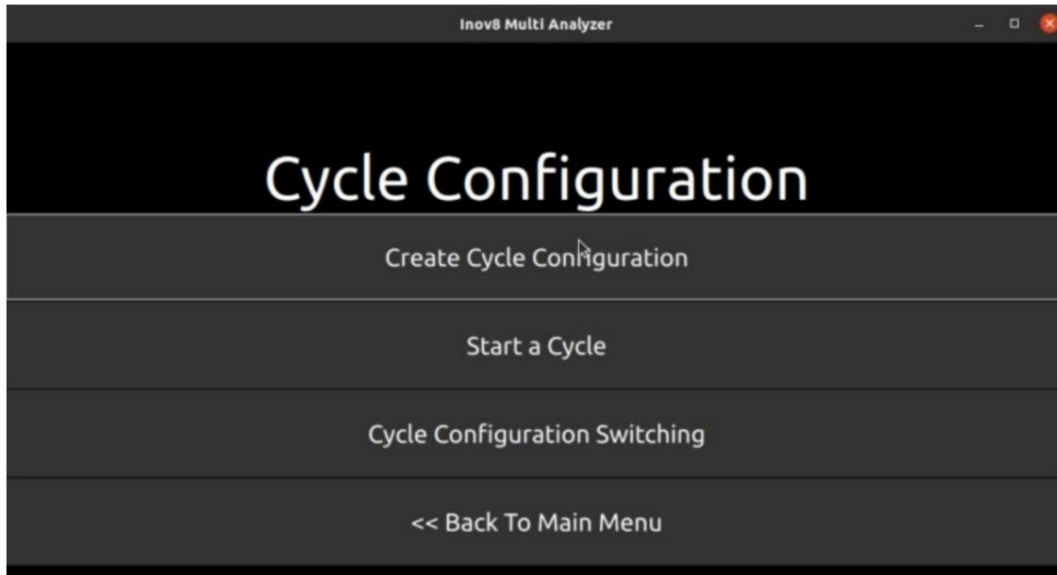 Inov8 Multi Analyzer
Cycle Configuration
Create Cycle Configuration
Start a Cycle
Cycle Configuration Switching
<< Back To Main Menu